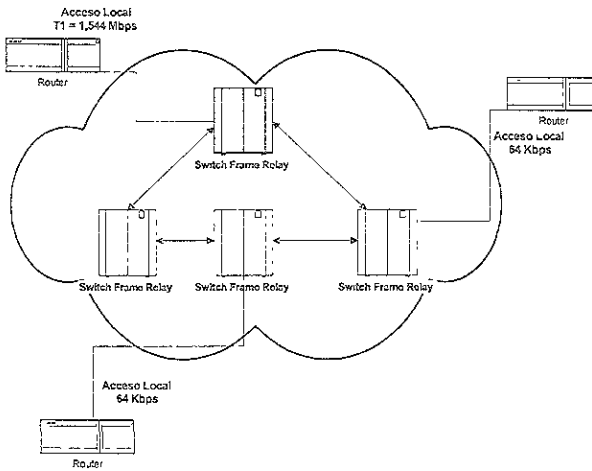 Acceso Local
T1 = 1,544 Mbps
Router
Switch Frame Relay
Router
Acceso Local
64 Kbps
Switch Frame Relay
Switch Frame Relay
Switch Frame Relay
Acceso Local
64 Kbps
Router